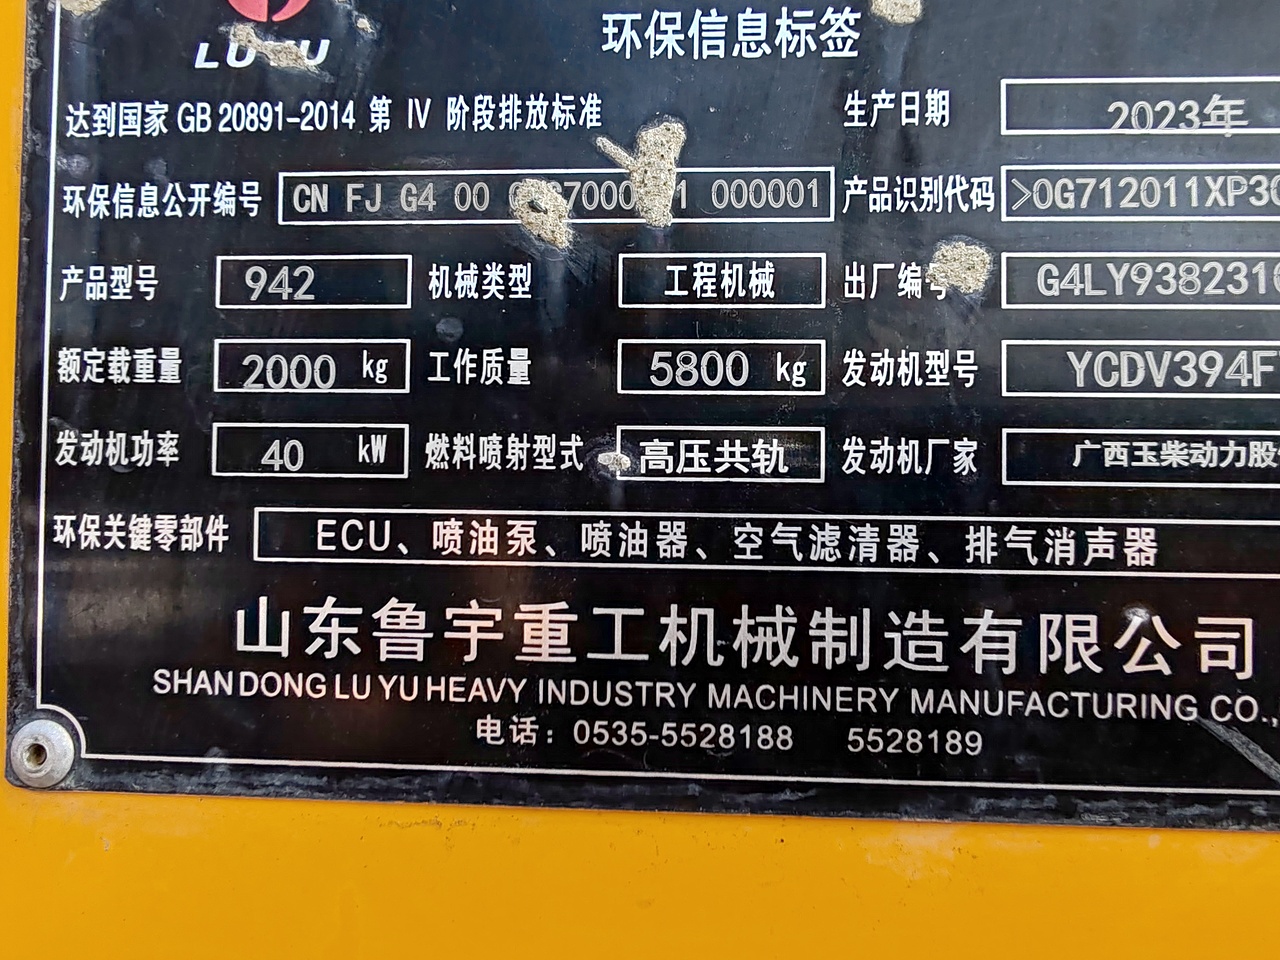 环保信息标签
达到国家 GB 20891-2014 第 IV 阶段排放标准 生产日期 2023年
环保信息公开编号 CN FJ G4 00 000001 产品识别代码 >0G712011XP3
产品型号 942 机械类型 工程机械 出厂编号 G4LY938231
额定载重量 2000 kg 工作质量 5800 kg 发动机型号 YCDV394F
发动机功率 40 kW 燃料喷射型式 高压共轨 发动机厂家 广西玉柴动力股
环保关键零部件 ECU、喷油泵、喷油器、空气滤清器、排气消声器
山东鲁宇重工机械制造有限公司
SHANDONG LUYU HEAVY INDUSTRY MACHINERY MANUFACTURING CO.,
电话：0535-5528188 5528189